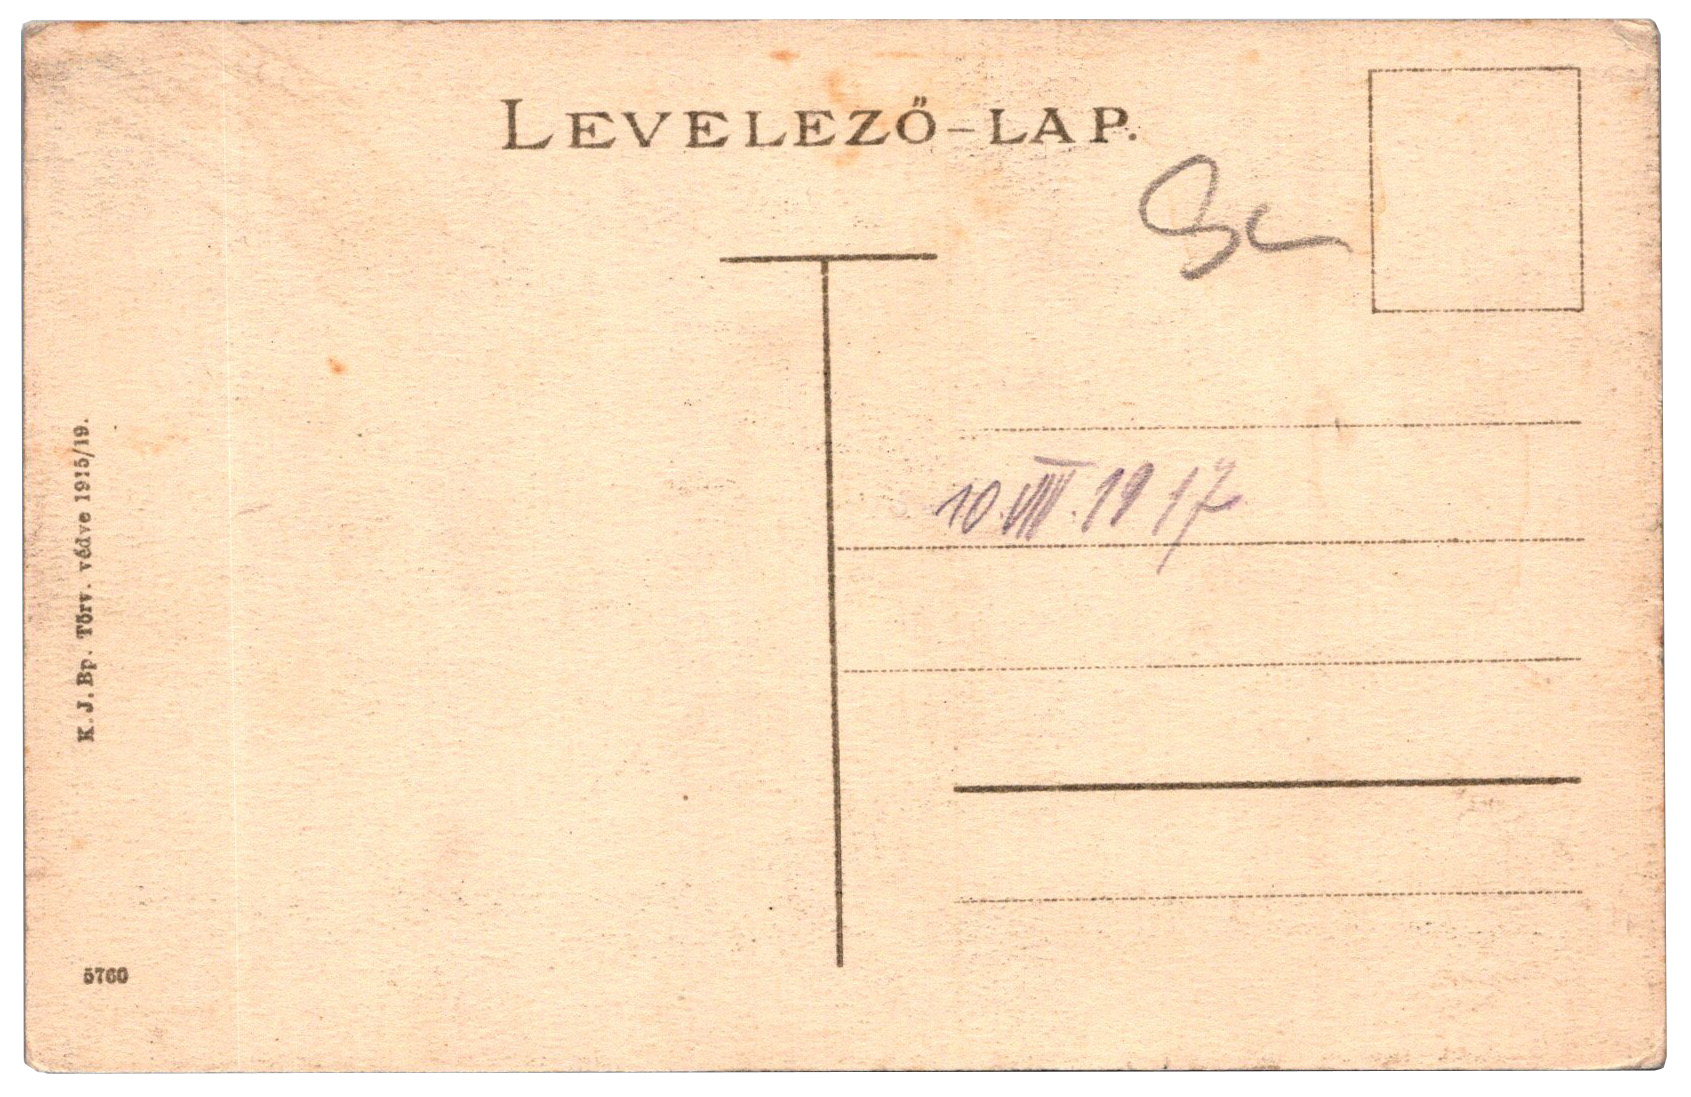 LEVELEZŐ-LAP.
10.VIII.1917
K. J. Bp. Törv. védve 1915/19.
5760